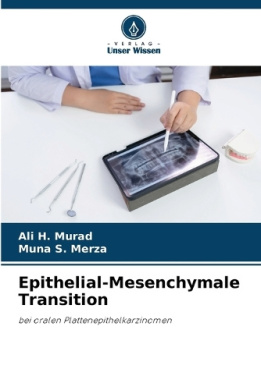 VERLAG
Unser Wissen
Ali H. Murad
Muna S. Merza
Epithelial-Mesenchymale
Transition
bei oralen Plattenepithelkarzinomen